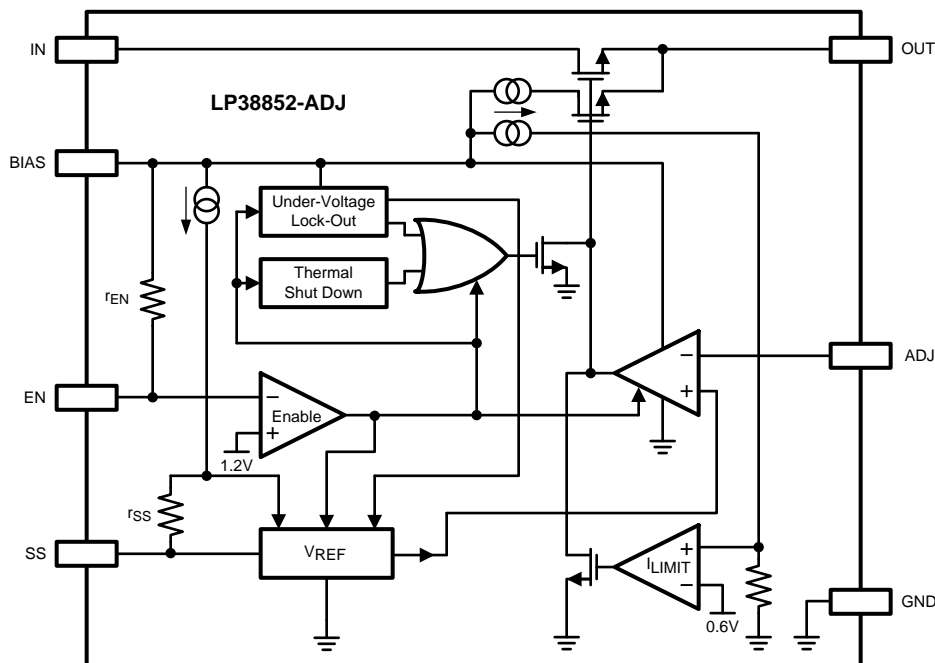 IN
OUT
LP38852-ADJ
BIAS
Under-Voltage
Lock-Out
Thermal
Shut Down
rEN
ADJ
EN
Enable
1.2V
rSS
SS
VREF
ILIMIT
0.6V
GND
−
+
−
+
+
−